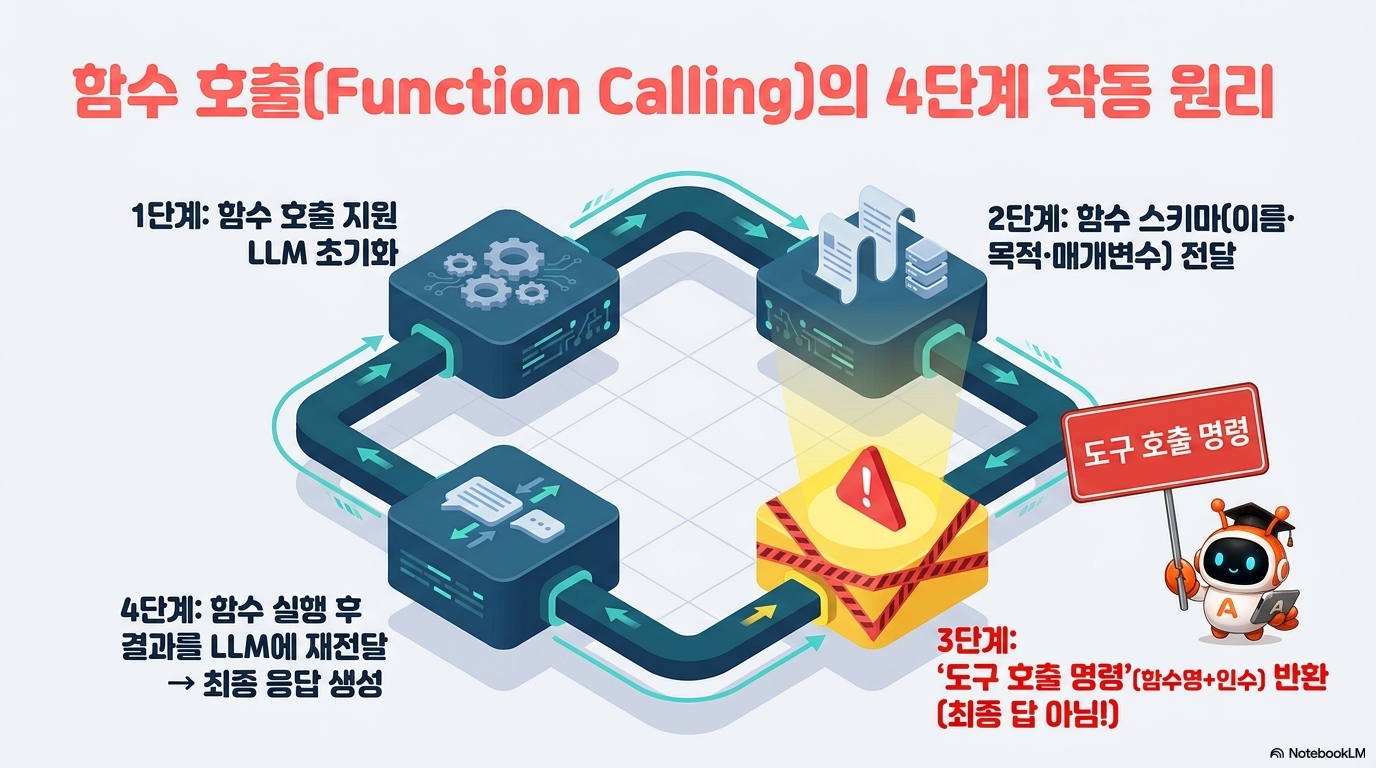 함수 호출(Function Calling)의 4단계 작동 원리
1단계: 함수 호출 지원
LLM 초기화
2단계: 함수 스키마(이름·
목적·매개변수) 전달
도구 호출 명령
A
A
3단계:
‘도구 호출 명령’(함수명+인수) 반환
(최종 답 아님!)
4단계: 함수 실행 후
결과를 LLM에 재전달
→ 최종 응답 생성
NotebookLM